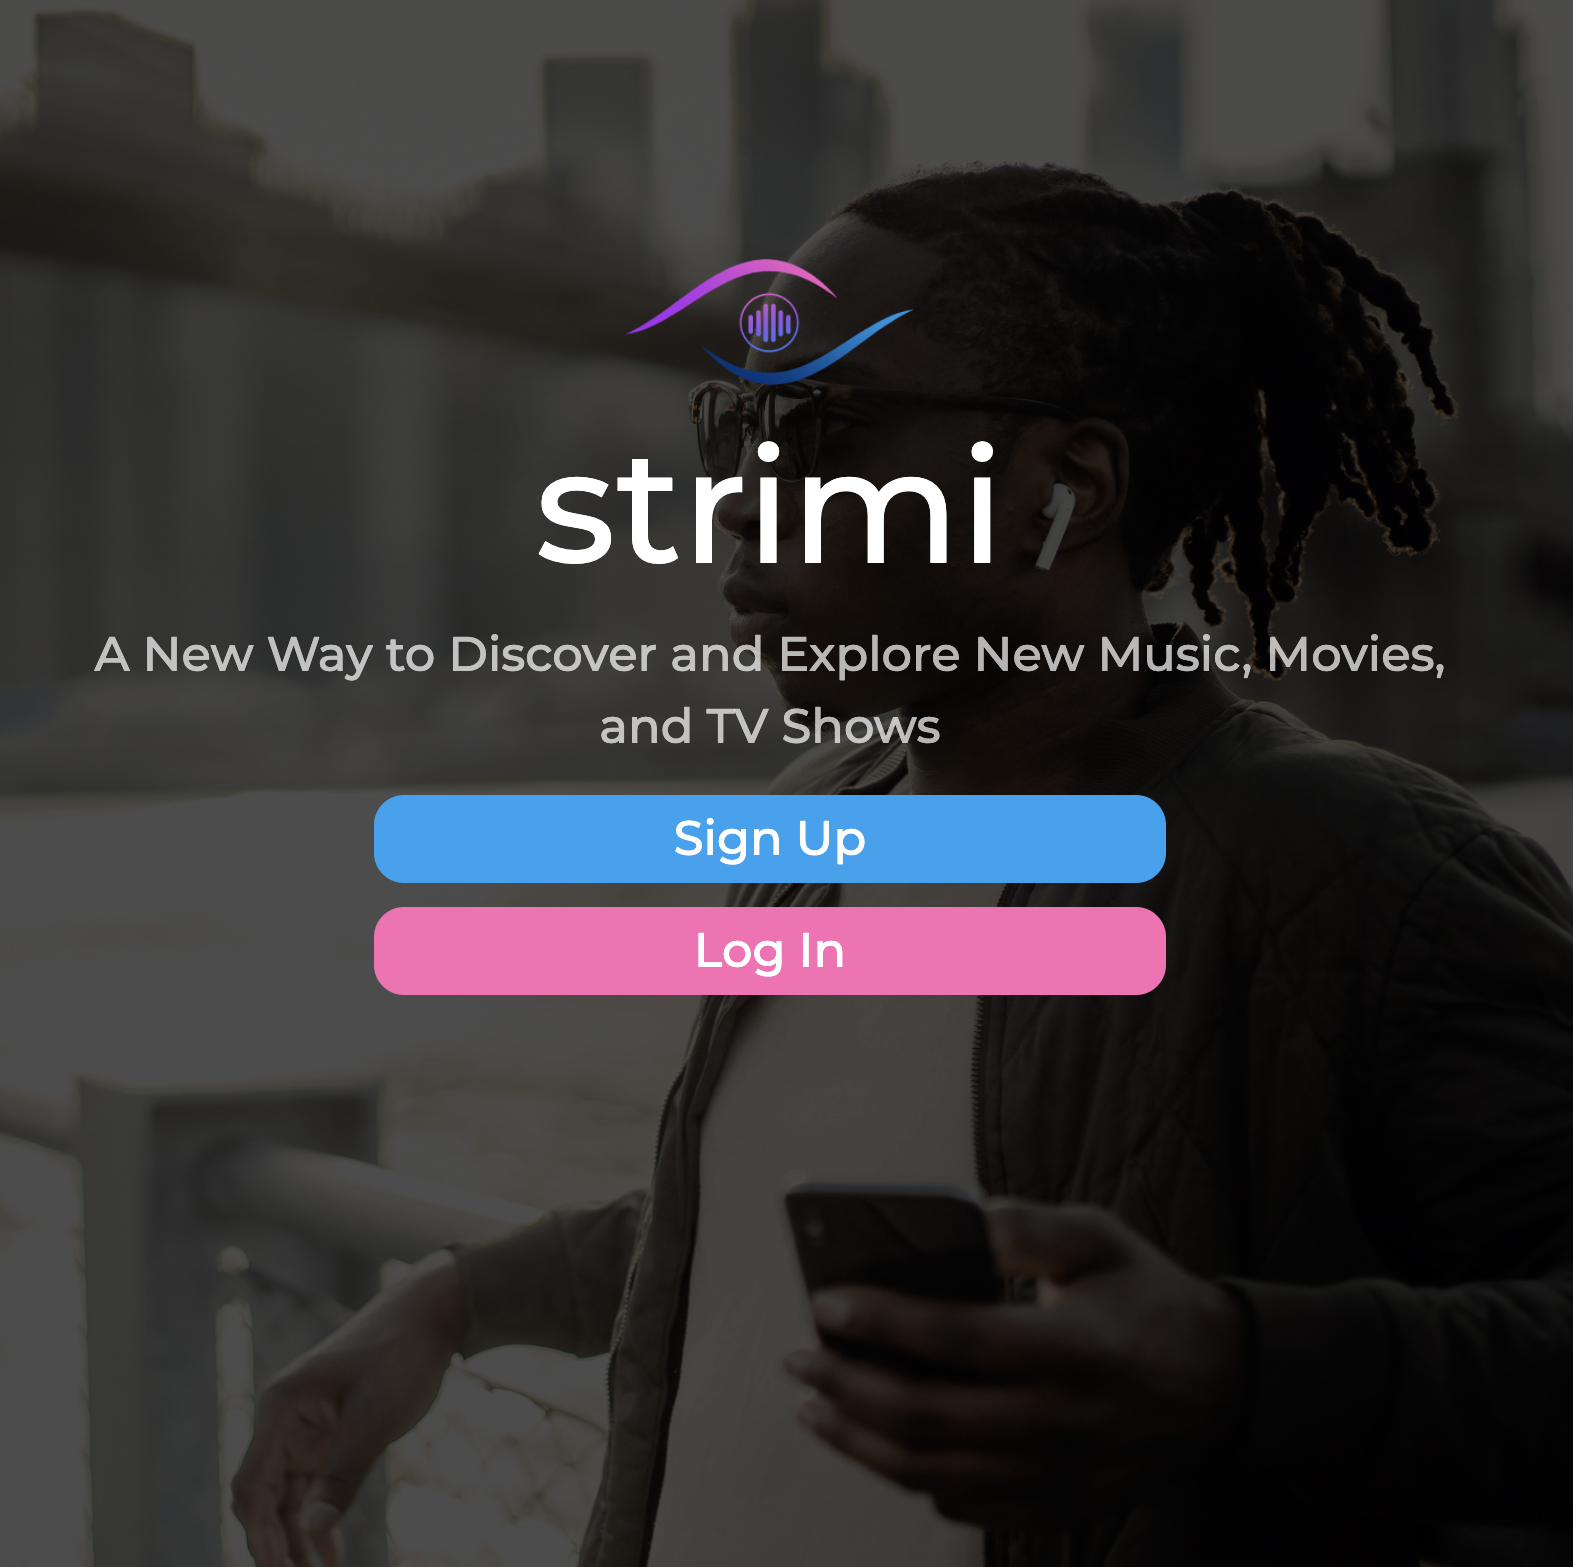 strimi
A New Way to Discover and Explore New Music, Movies,
and TV Shows
Sign Up
Log In